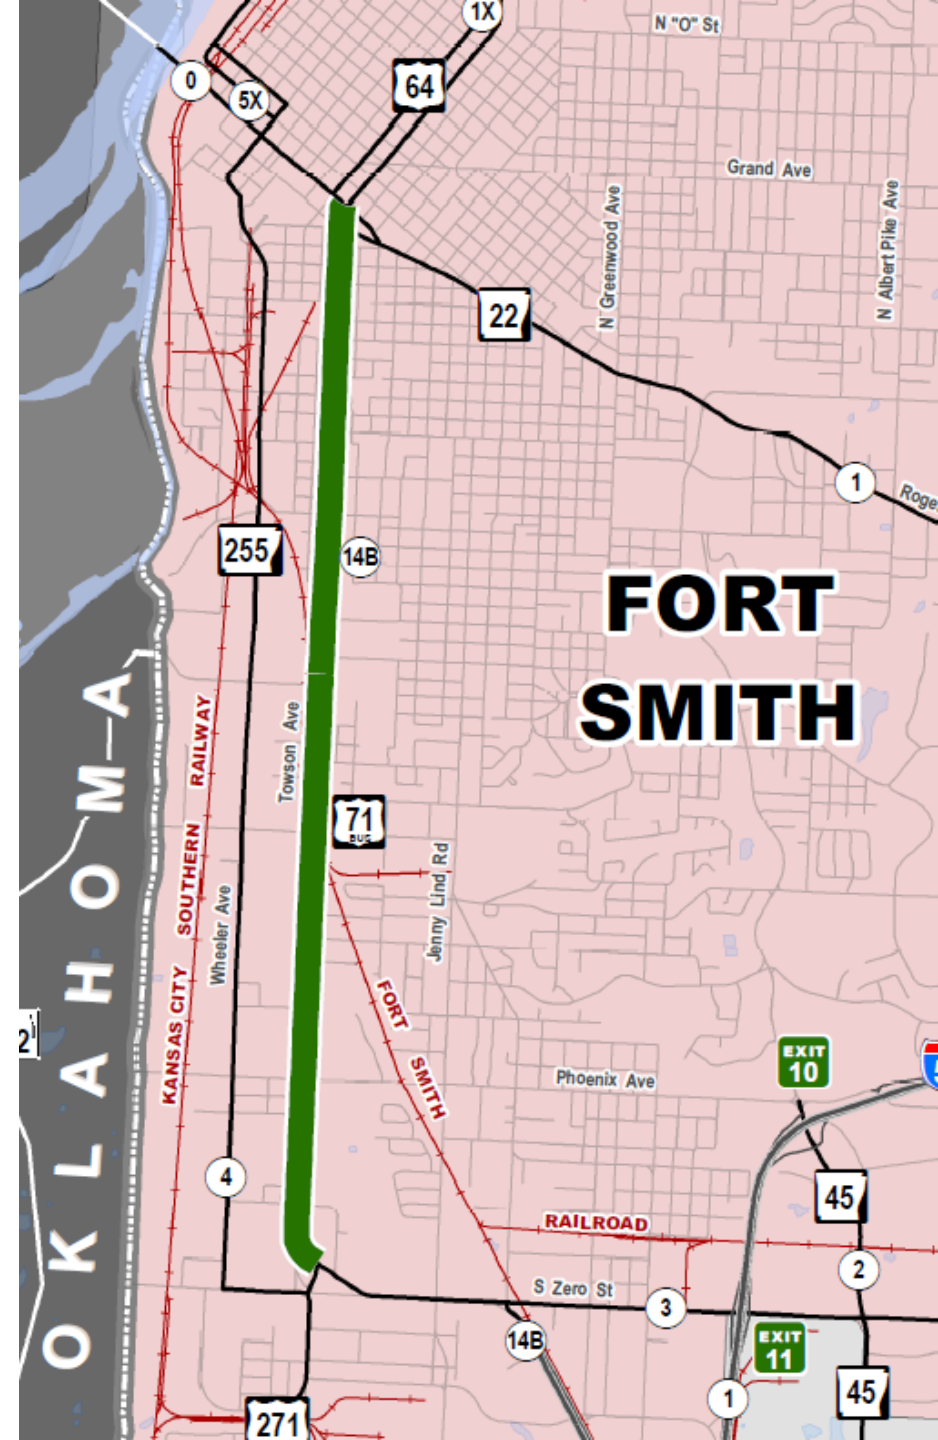 1X
N "O" St
0
5X
64
Grand Ave
N Greenwood Ave
N Albert Pike Ave
22
1
255
14B
FORT
SMITH
KANSAS CITY SOUTHERN RAILWAY
Towson Ave
71
BUS
Wheeler Ave
Jenny Lind Rd
OKLAHOMA
FORT SMITH RAILROAD
EXIT
10
Phoenix Ave
4
45
2
S Zero St
3
14B
EXIT
11
1
45
271